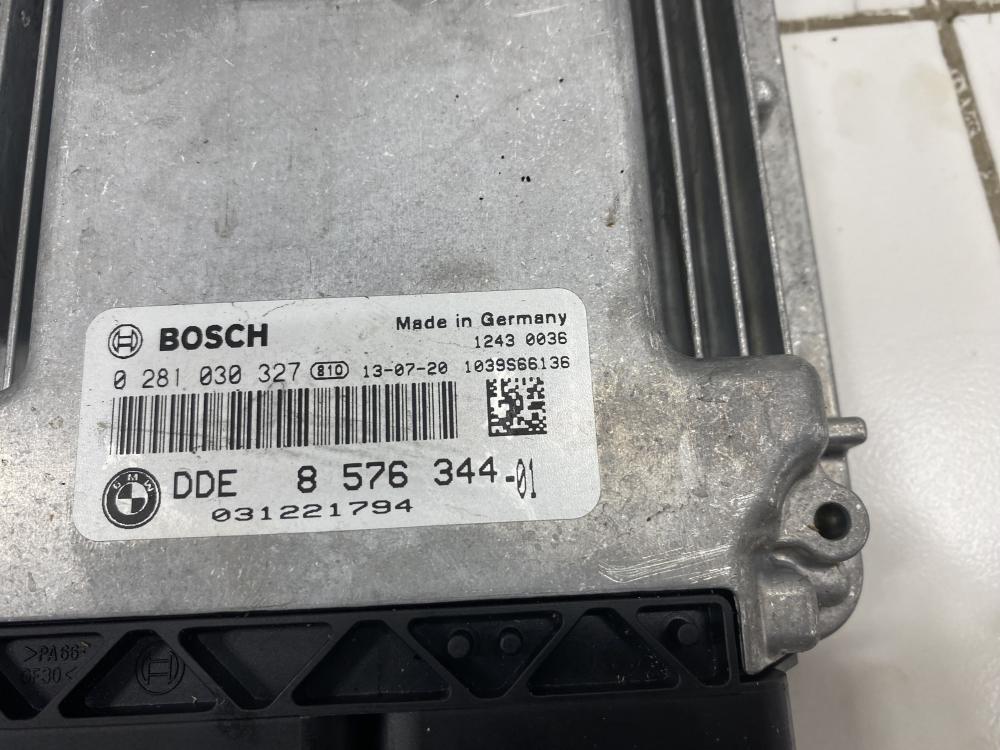 BOSCH
Made in Germany
1243 0036
0 281 030 327 810 13-07-20 1039S66136
BMW
DDE 8 576 344-01
031221794
>PA66-
GF30<